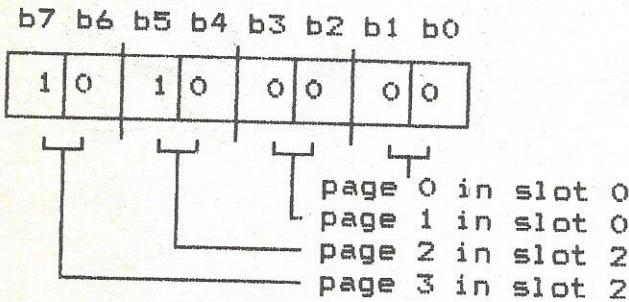 b7 b6 b5 b4 b3 b2 b1 b0
1 0 1 0 0 0 0 0
page 0 in slot 0
page 1 in slot 0
page 2 in slot 2
page 3 in slot 2